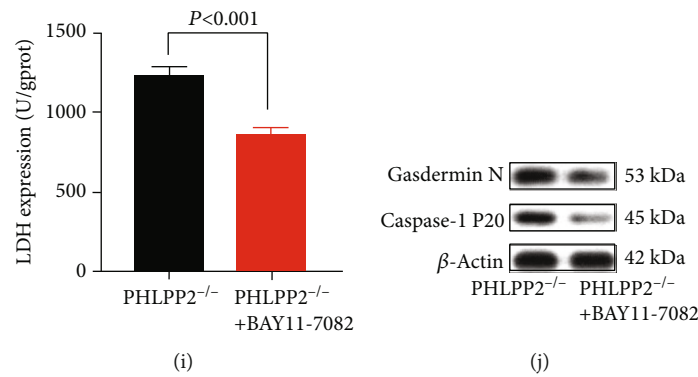 P<0.001
1500
1000
500
0
LDH expression (U/gprot)
PHLPP2⁻/⁻
PHLPP2⁻/⁻
+BAY11-7082
(i)
Gasdermin N 53 kDa
Caspase-1 P20 45 kDa
β-Actin 42 kDa
PHLPP2⁻/⁻ PHLPP2⁻/⁻
+BAY11-7082
(j)